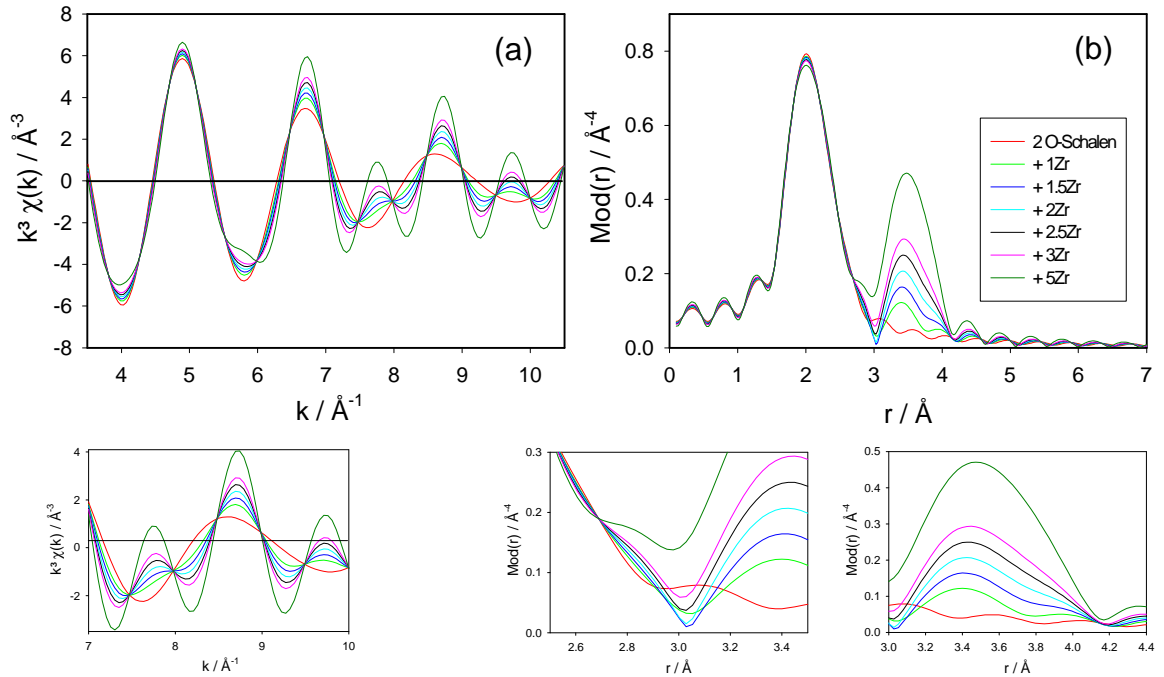 (a)
k³ χ(k) / Å⁻³
8
6
4
2
0
-2
-4
-6
-8
4 5 6 7 8 9 10
k / Å⁻¹
(b)
Mod(r) / Å⁻⁴
0.8
0.6
0.4
0.2
0.0
0 1 2 3 4 5 6 7
r / Å
2 O-Schalen
+ 1Zr
+ 1.5Zr
+ 2Zr
+ 2.5Zr
+ 3Zr
+ 5Zr
k³ χ(k) / Å⁻³
4
2
0
-2
7 8 9 10
k / Å⁻¹
Mod(r) / Å⁻⁴
0.3
0.2
0.1
0.0
2.6 2.8 3.0 3.2 3.4
r / Å
Mod(r) / Å⁻⁴
0.5
0.4
0.3
0.2
0.1
0.0
3.0 3.2 3.4 3.6 3.8 4.0 4.2 4.4
r / Å